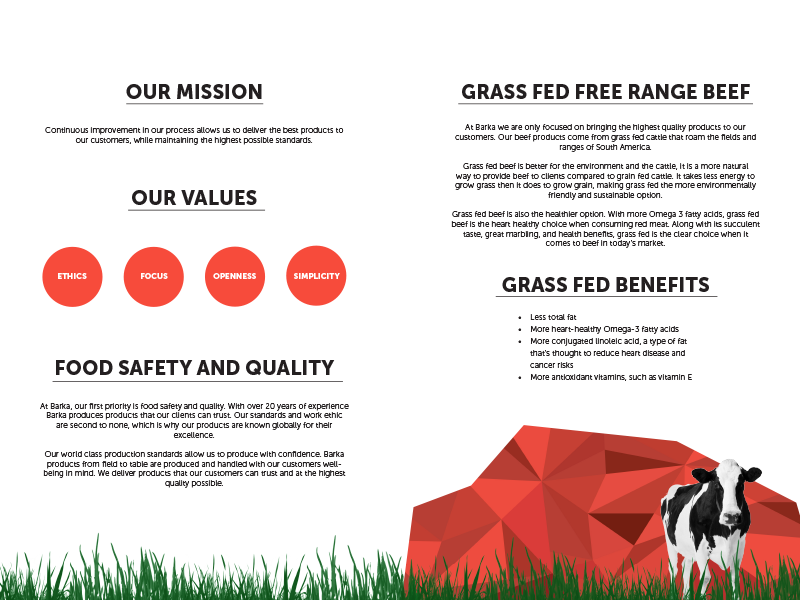 OUR MISSION
Continuous improvement in our process allows us to deliver the best products to
our customers, while maintaining the highest possible standards.
OUR VALUES
ETHICS
FOCUS
OPENNESS
SIMPLICITY
FOOD SAFETY AND QUALITY
At Barka, our first priority is food safety and quality. With over 20 years of experience
Barka produces products that our clients can trust. Our standards and work ethic
are second to none, which is why our products are known globally for their
excellence.
Our world class production standards allow us to produce with confidence. Barka
products from field to table are produced and handled with our customers well-
being in mind. We deliver products that our customers can trust and at the highest
quality possible.
GRASS FED FREE RANGE BEEF
At Barka we are only focused on bringing the highest quality products to our
customers. Our beef products come from grass fed cattle that roam the fields and
ranges of South America.
Grass fed beef is better for the environment and the cattle, it is a more natural
way to provide beef to clients compared to grain fed cattle. It takes less energy to
grow grass then it does to grow grain, making grass fed the more environmentally
friendly and sustainable option.
Grass fed beef is also the healthier option. With more Omega 3 fatty acids, grass fed
beef is the heart healthy choice when consuming red meat. Along with its succulent
taste, great marbling, and health benefits, grass fed is the clear choice when it
comes to beef in today's market.
GRASS FED BENEFITS
• Less total fat
• More heart-healthy Omega-3 fatty acids
• More conjugated linoleic acid, a type of fat
that's thought to reduce heart disease and
cancer risks
• More antioxidant vitamins, such as vitamin E